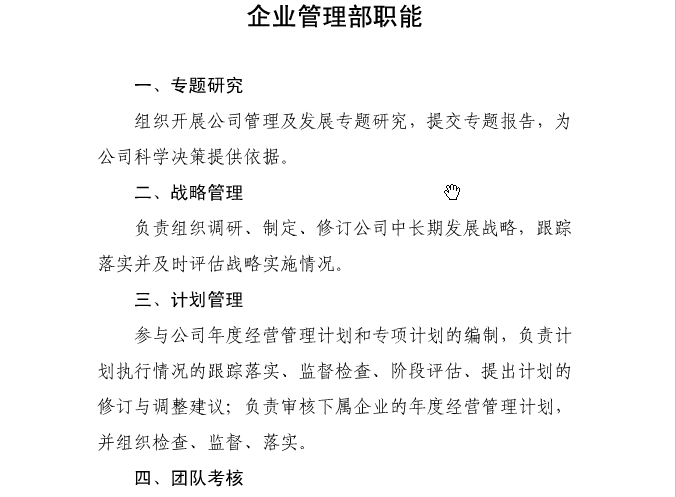 企业管理部职能
一、专题研究
组织开展公司管理及发展专题研究，提交专题报告，为
公司科学决策提供依据。
二、战略管理
负责组织调研、制定、修订公司中长期发展战略，跟踪
落实并及时评估战略实施情况。
三、计划管理
参与公司年度经营管理计划和专项计划的编制，负责计
划执行情况的跟踪落实、监督检查、阶段评估、提出计划的
修订与调整建议；负责审核下属企业的年度经营管理计划，
并组织检查、监督、落实。
四、团队考核